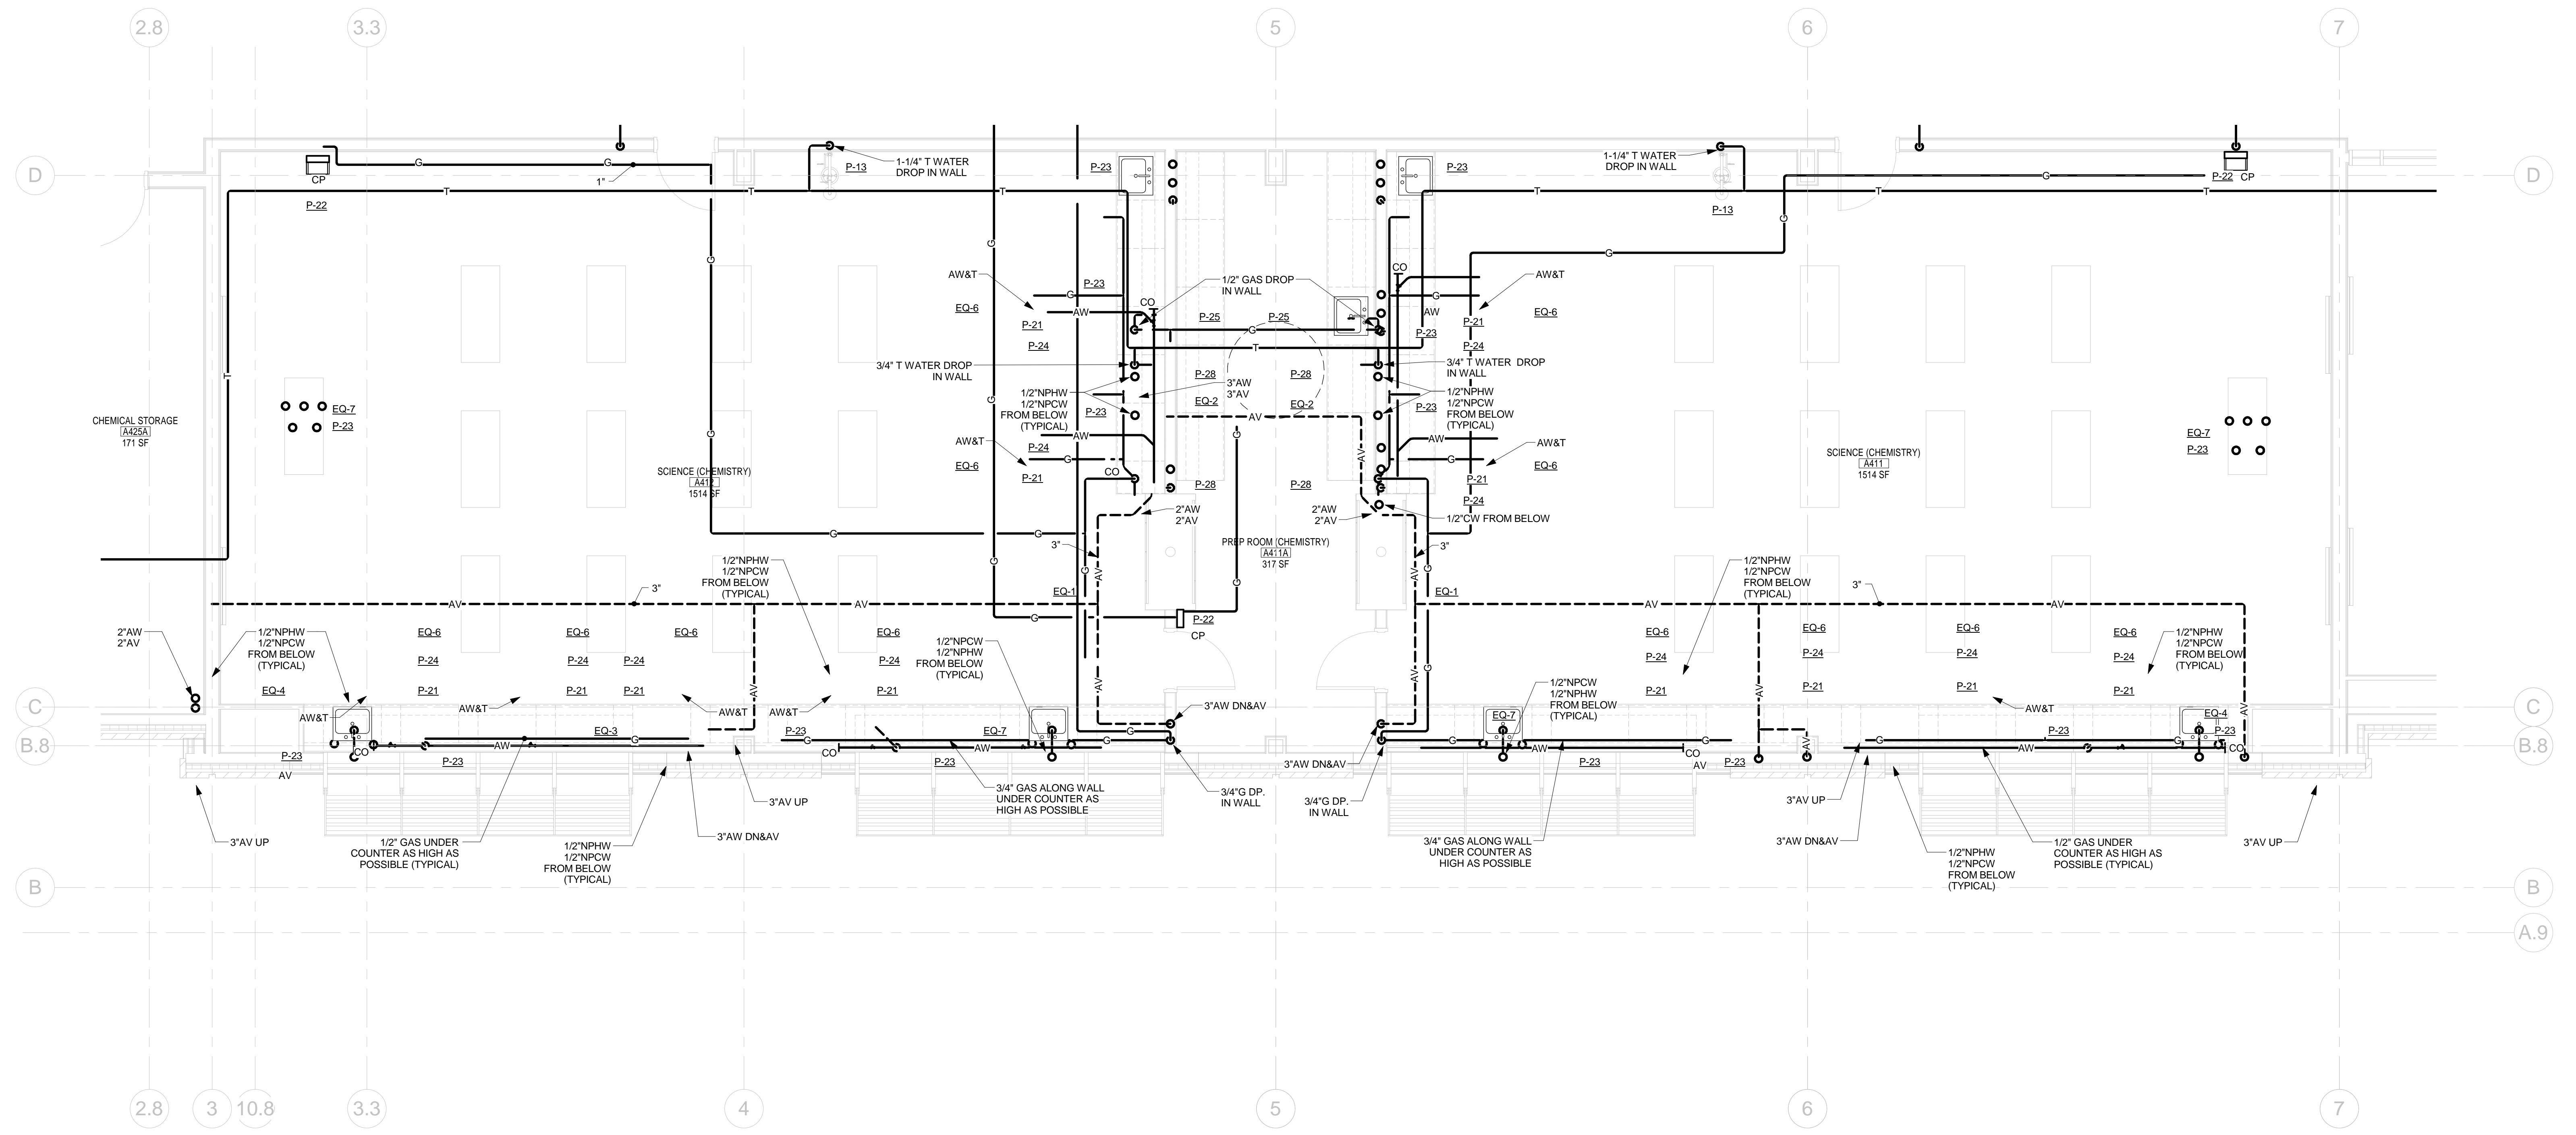 2.8
3.3
5
6
7
D
D
G
G
1"
CP
P-22
T
T
T
T
T
P-13
1-1/4" T WATER
DROP IN WALL
P-23
P-23
1-1/4" T WATER
DROP IN WALL
P-13
G
P-22
CP
T
T
T
G
G
G
G
G
G
AW&T
EQ-6
P-23
G
CO
AW
P-21
P-24
1/2" GAS DROP
IN WALL
P-25
P-25
G
T
CO
G
AW
P-23
P-21
P-24
AW&T
EQ-6
3/4" T WATER DROP
IN WALL
3/4" T WATER DROP
IN WALL
P-28
P-28
3"AW
3"AV
EQ-2
EQ-2
AV
AV
1/2"NPHW
1/2"NPCW
FROM BELOW
(TYPICAL)
P-23
1/2"NPHW
1/2"NPCW
FROM BELOW
(TYPICAL)
P-23
AW
AW
AW&T
EQ-6
P-24
G
P-21
CO
G
P-28
P-28
G
P-21
P-24
AW&T
EQ-6
CHEMICAL STORAGE
A425A
171 SF
EQ-7
P-23
SCIENCE (CHEMISTRY)
A412
1514 SF
SCIENCE (CHEMISTRY)
A411
1514 SF
EQ-7
P-23
2"AW
2"AV
2"AW
2"AV
1/2"CW FROM BELOW
G
G
G
3"
3"
PREP ROOM (CHEMISTRY)
A411A
317 SF
G
G
AV
AV
G
G
EQ-1
EQ-1
1/2"NPHW
1/2"NPCW
FROM BELOW
(TYPICAL)
1/2"NPHW
1/2"NPCW
FROM BELOW
(TYPICAL)
3"
3"
AV
AV
AV
AV
G
P-22
CP
2"AW
2"AV
1/2"NPHW
1/2"NPCW
FROM BELOW
(TYPICAL)
EQ-6
EQ-6
EQ-6
EQ-6
P-24
P-24
P-24
P-24
P-21
P-21
P-21
P-21
EQ-4
1/2"NPCW
1/2"NPHW
FROM BELOW
(TYPICAL)
EQ-6
EQ-6
EQ-6
EQ-6
P-24
P-24
P-24
P-24
P-21
P-21
P-21
P-21
1/2"NPHW
1/2"NPCW
FROM BELOW
(TYPICAL)
1/2"NPCW
1/2"NPHW
FROM BELOW
(TYPICAL)
AV
AV
AV
G
AV
AV
AV
C
C
AW&T
AW&T
AW&T
AW&T
AW&T
3"AW DN&AV
EQ-7
EQ-4
EQ-3
P-23
EQ-7
P-23
P-23
B.8
B.8
CO
AW
G
CO
G
AW
G
G
G
AW
G
CO
G
AW
G
CO
P-23
AV
P-23
P-23
3"AW DN&AV
P-23
AV
P-23
3"AV UP
3/4" GAS ALONG WALL
UNDER COUNTER AS
HIGH AS POSSIBLE
3/4"G DP.
IN WALL
3/4"G DP.
IN WALL
3"AV UP
3"AV UP
1/2" GAS UNDER
COUNTER AS HIGH AS
POSSIBLE (TYPICAL)
1/2"NPHW
1/2"NPCW
FROM BELOW
(TYPICAL)
3"AW DN&AV
3/4" GAS ALONG WALL
UNDER COUNTER AS
HIGH AS POSSIBLE
3"AW DN&AV
1/2"NPHW
1/2"NPCW
FROM BELOW
(TYPICAL)
1/2" GAS UNDER
COUNTER AS HIGH AS
POSSIBLE (TYPICAL)
3"AV UP
B
B
A.9
2.8
3
10.8
3.3
4
5
6
7